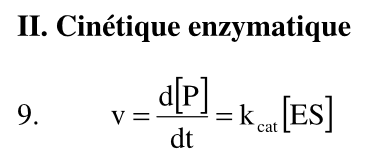 II. Cinétique enzymatique
9. v = d[P]/dt = k_cat [ES]